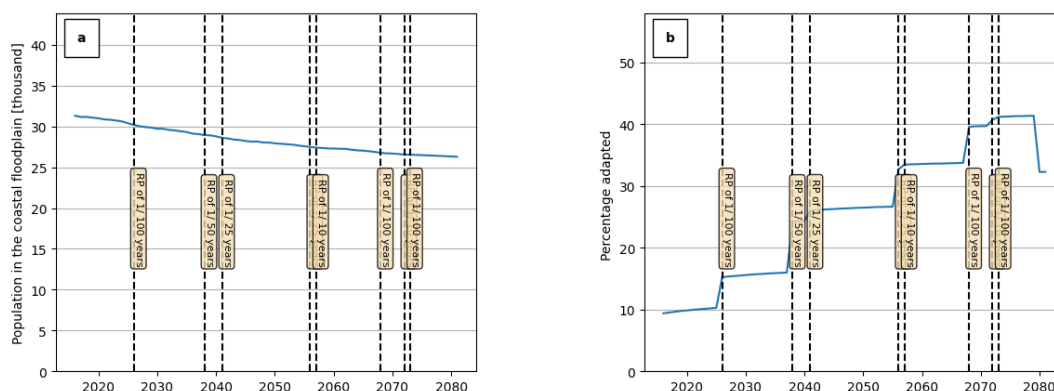 a
Population in the coastal floodplain [thousand]
40
35
30
25
20
15
10
5
0
RP of 1/ 100 years
RP of 1/ 50 years
RP of 1/ 25 years
RP of 1/ 10 years
RP of 1/ 100 years
RP of 1/ 100 years
2020 2030 2040 2050 2060 2070 2080
b
Percentage adapted
50
40
30
20
10
0
RP of 1/ 100 years
RP of 1/ 50 years
RP of 1/ 25 years
RP of 1/ 10 years
RP of 1/ 100 years
RP of 1/ 100 years
2020 2030 2040 2050 2060 2070 2080